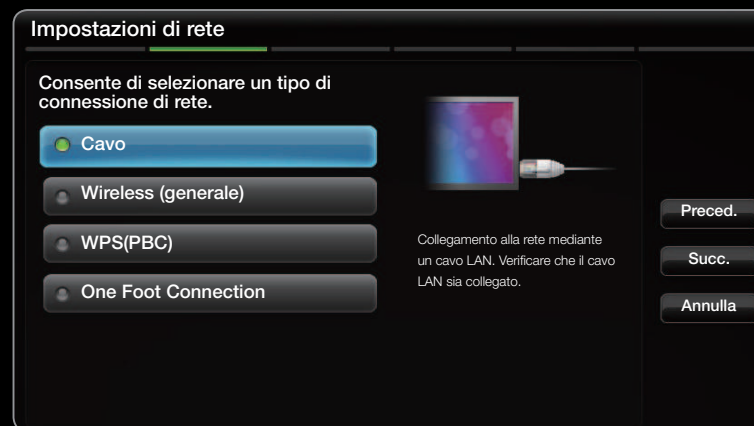 Impostazioni di rete
Consente di selezionare un tipo di
connessione di rete.
Cavo
Wireless (generale)
WPS(PBC)
One Foot Connection
Collegamento alla rete mediante
un cavo LAN. Verificare che il cavo
LAN sia collegato.
Preced.
Succ.
Annulla